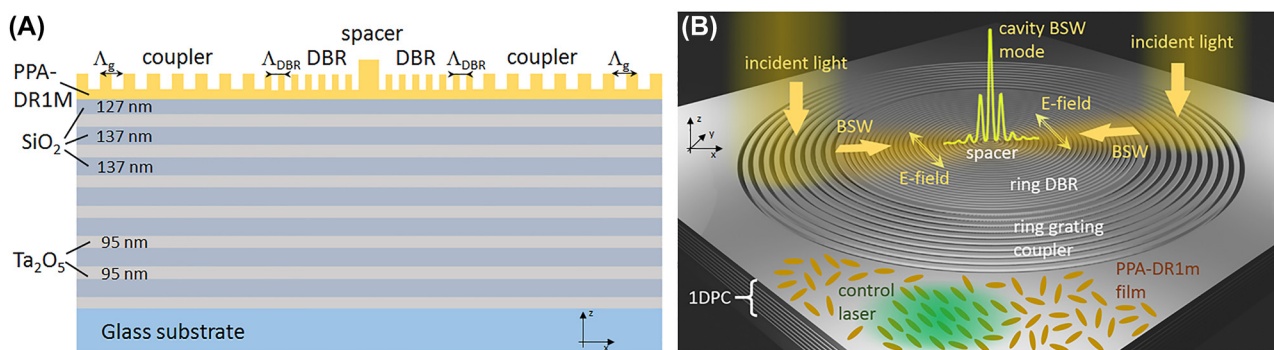 (A)
spacer
Λg
coupler
ΛDBR
DBR
DBR
ΛDBR
coupler
Λg
PPA-
DR1M
127 nm
SiO2
137 nm
137 nm
95 nm
Ta2O5
95 nm
Glass substrate
z
x
(B)
cavity BSW
mode
incident light
incident light
E-field
z
y
x
BSW
BSW
spacer
E-field
ring DBR
ring grating
coupler
PPA-DR1m
film
1DPC
control
laser